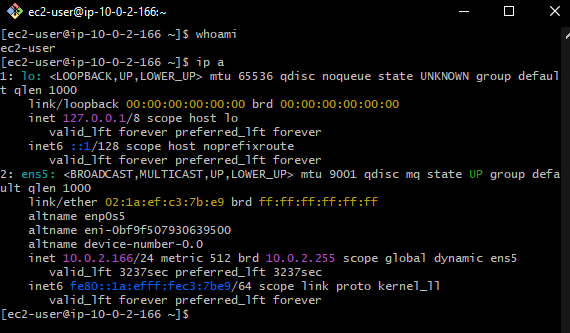 ec2-user@ip-10-0-2-166:~
[ec2-user@ip-10-0-2-166 ~]$ whoami
ec2-user
[ec2-user@ip-10-0-2-166 ~]$ ip a
1: lo: <LOOPBACK,UP,LOWER_UP> mtu 65536 qdisc noqueue state UNKNOWN group defaul
t qlen 1000
    link/loopback 00:00:00:00:00:00 brd 00:00:00:00:00:00
    inet 127.0.0.1/8 scope host lo
       valid_lft forever preferred_lft forever
    inet6 ::1/128 scope host noprefixroute
       valid_lft forever preferred_lft forever
2: ens5: <BROADCAST,MULTICAST,UP,LOWER_UP> mtu 9001 qdisc mq state UP group defa
ult qlen 1000
    link/ether 02:1a:ef:c3:7b:e9 brd ff:ff:ff:ff:ff:ff
    altname enp0s5
    altname eni-0bf9f507930639500
    altname device-number-0.0
    inet 10.0.2.166/24 metric 512 brd 10.0.2.255 scope global dynamic ens5
       valid_lft 3237sec preferred_lft 3237sec
    inet6 fe80::1a:efff:fec3:7be9/64 scope link proto kernel_ll
       valid_lft forever preferred_lft forever
[ec2-user@ip-10-0-2-166 ~]$